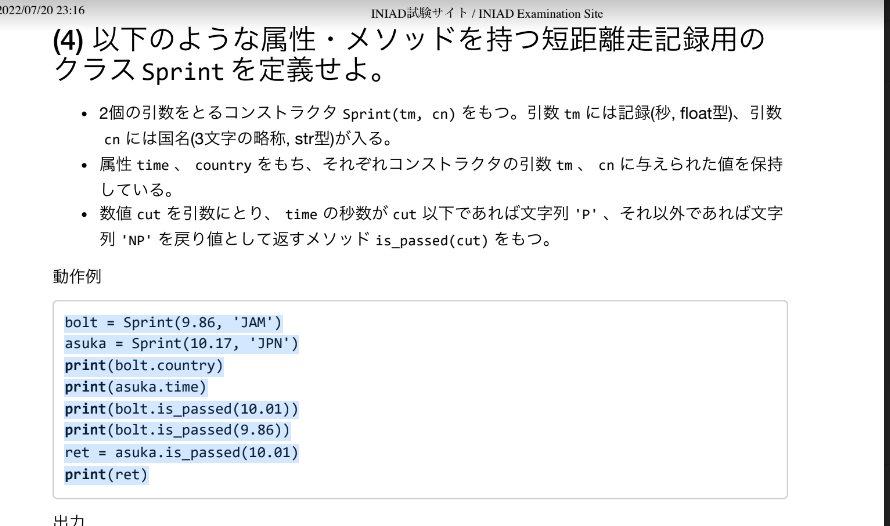 2022/07/20 23:16
INIAD試験サイト / INIAD Examination Site
(4) 以下のような属性・メソッドを持つ短距離走記録用の
クラス Sprint を定義せよ。
• 2個の引数をとるコンストラクタ Sprint(tm, cn) をもつ。引数 tm には記録(秒, float型)、引数
cn には国名(3文字の略称, str型)が入る。
• 属性 time 、 country をもち、それぞれコンストラクタの引数 tm 、 cn に与えられた値を保持
している。
• 数値 cut を引数にとり、 time の秒数が cut 以下であれば文字列 'P' 、それ以外であれば文字
列 'NP' を戻り値として返すメソッド is_passed(cut) をもつ。
動作例
bolt = Sprint(9.86, 'JAM')
asuka = Sprint(10.17, 'JPN')
print(bolt.country)
print(asuka.time)
print(bolt.is_passed(10.01))
print(bolt.is_passed(9.86))
ret = asuka.is_passed(10.01)
print(ret)
出力